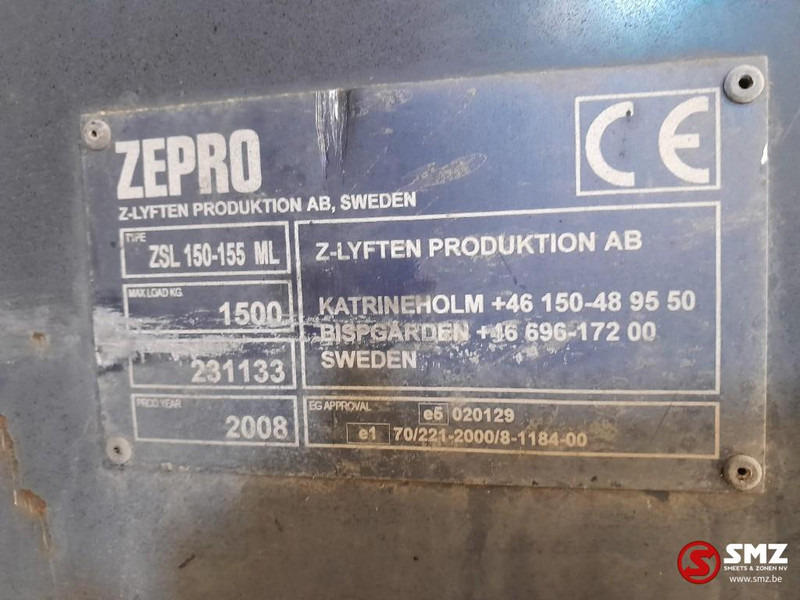 ZEPRO
Z-LYFTEN PRODUKTION AB, SWEDEN
CE
TYPE
ZSL 150-155 ML
MAX LOAD KG.
1500
231133
PROD YEAR
2008
Z-LYFTEN PRODUKTION AB
KATRINEHOLM +46 150-48 95 50
BISPGÅRDEN +46 696-172 00
SWEDEN
EG APPROVAL
e5 020129
e1 70/221-2000/8-1184-00
SMZ
SMEETS & ZONEN NV
www.smz.be